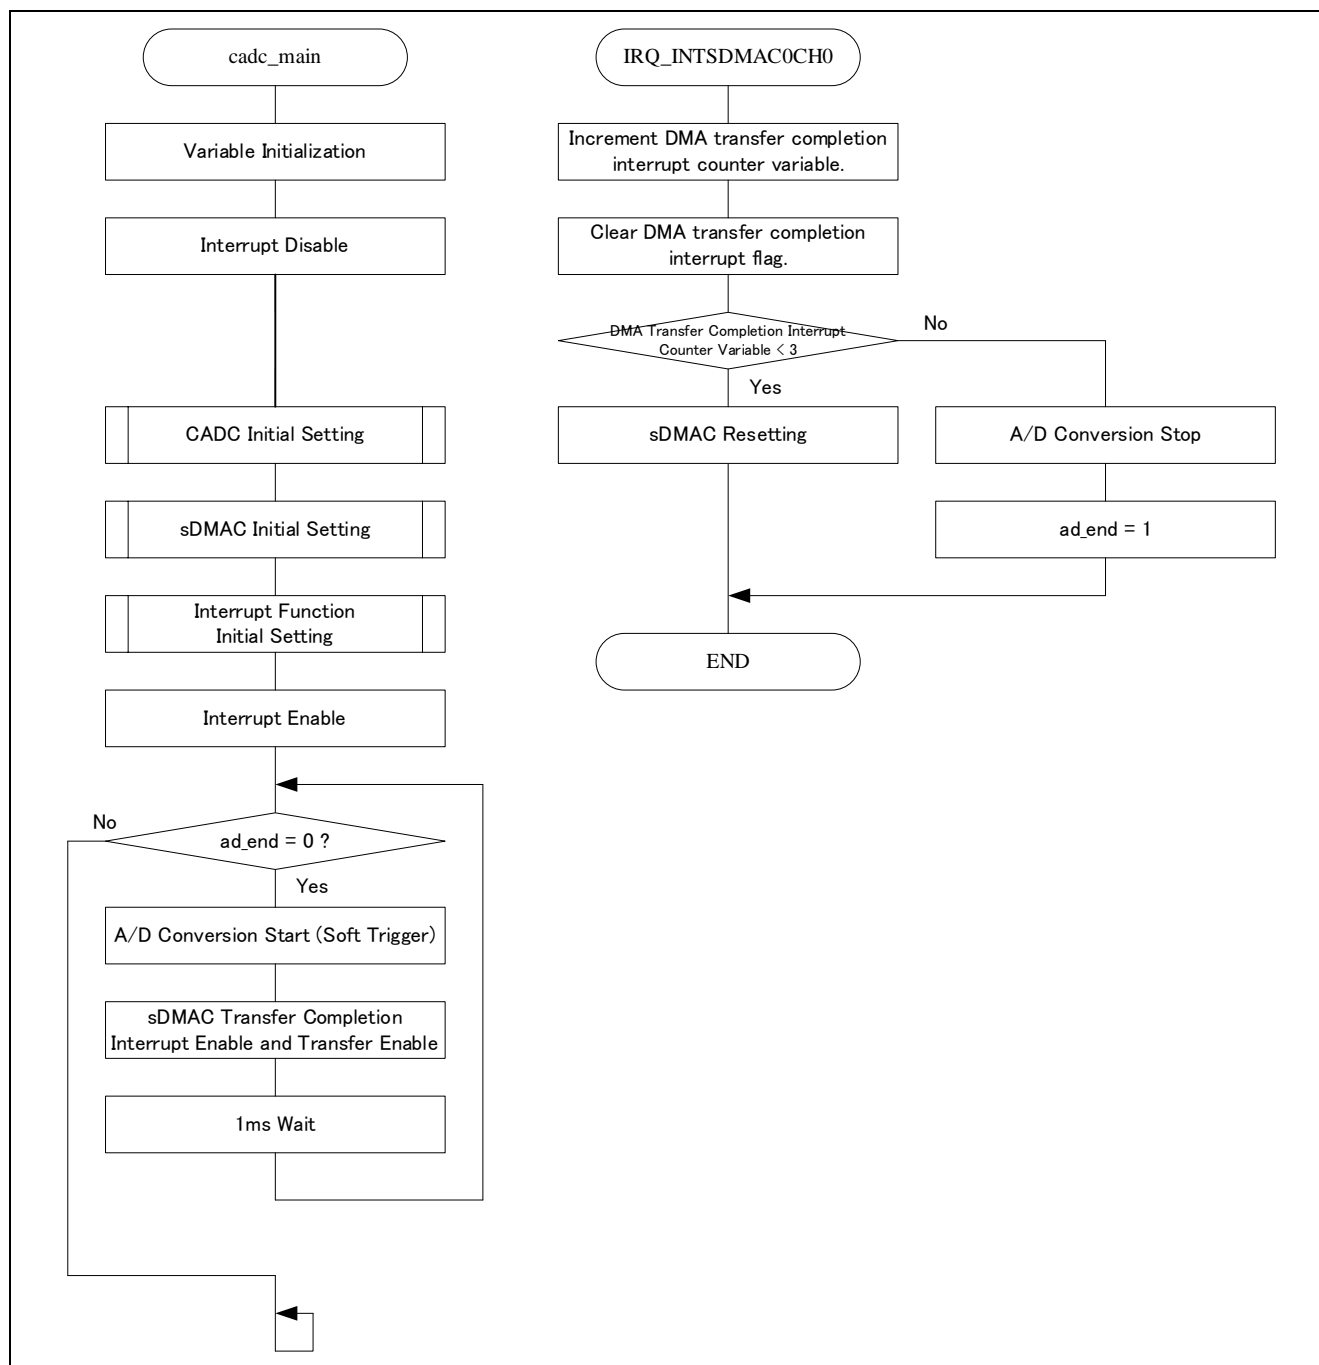 cadc_main
Variable Initialization
Interrupt Disable
CADC Initial Setting
sDMAC Initial Setting
Interrupt Function
Initial Setting
Interrupt Enable
No
ad_end = 0 ?
Yes
A/D Conversion Start (Soft Trigger)
sDMAC Transfer Completion
Interrupt Enable and Transfer Enable
1ms Wait
IRQ_INTSDMAC0CH0
Increment DMA transfer completion
interrupt counter variable.
Clear DMA transfer completion
interrupt flag.
DMA Transfer Completion Interrupt
Counter Variable < 3
No
Yes
sDMAC Resetting
A/D Conversion Stop
ad_end = 1
END